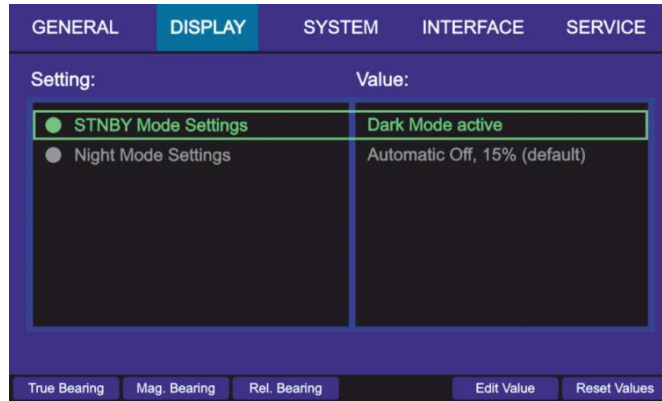 GENERAL DISPLAY SYSTEM INTERFACE SERVICE
Setting: Value:
STNBY Mode Settings Dark Mode active
Night Mode Settings Automatic Off, 15% (default)
True Bearing Mag. Bearing Rel. Bearing Edit Value Reset Values